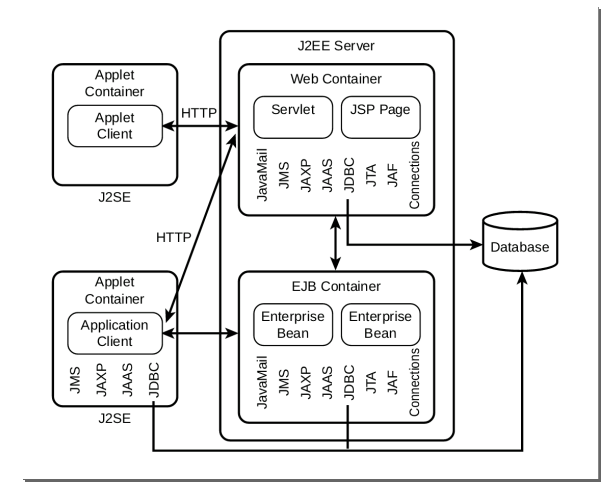 J2EE Server
Applet
Container
Applet
Client
J2SE
HTTP
Web Container
Servlet
JSP Page
JavaMail
JMS
JAXP
JAAS
JDBC
JTA
JAF
Connections
HTTP
Database
Applet
Container
Application
Client
JMS
JAXP
JAAS
JDBC
J2SE
EJB Container
Enterprise
Bean
Enterprise
Bean
JavaMail
JMS
JAXP
JAAS
JDBC
JTA
JAF
Connections